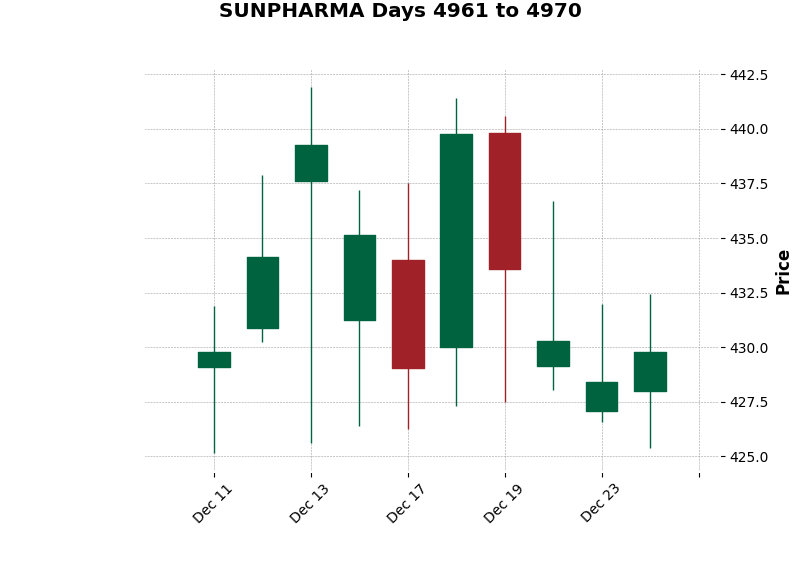 SUNPHARMA Days 4961 to 4970
442.5
440.0
437.5
435.0
432.5
430.0
427.5
425.0
Price
Dec 11
Dec 13
Dec 17
Dec 19
Dec 23